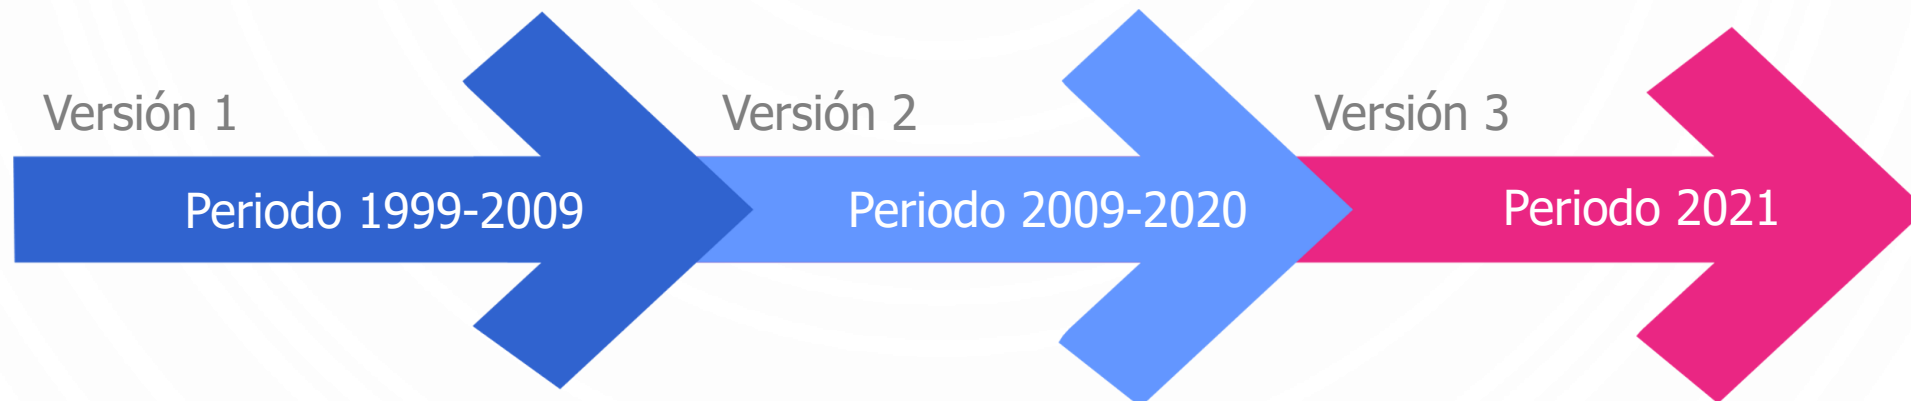 Versión 1
Versión 2
Versión 3
Periodo 1999-2009
Periodo 2009-2020
Periodo 2021